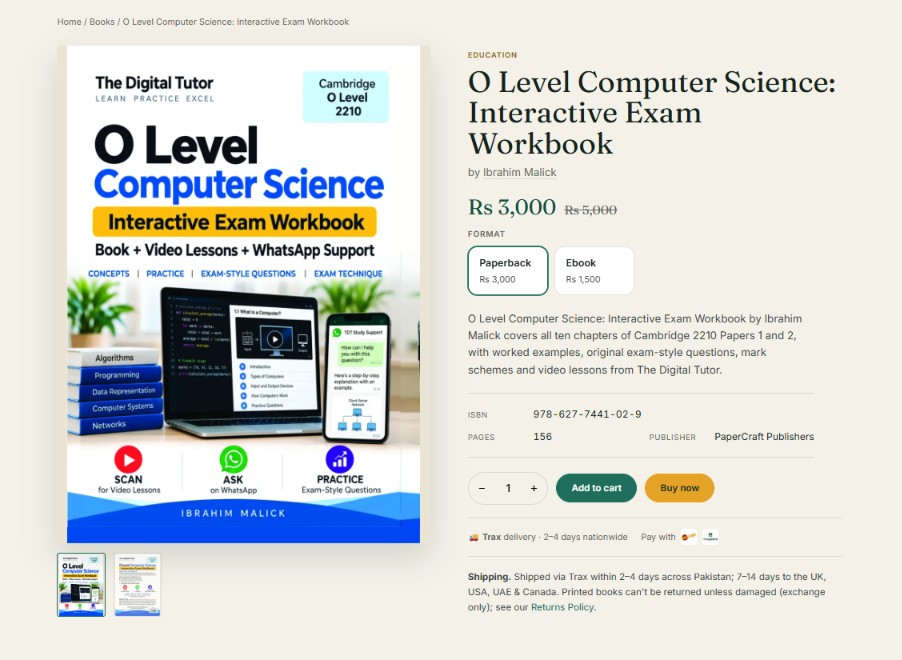 Home / Books / O Level Computer Science: Interactive Exam Workbook
The Digital Tutor
LEARN PRACTICE EXCEL
Cambridge
O Level
2210
O Level
Computer Science
Interactive Exam Workbook
Book + Video Lessons + WhatsApp Support
CONCEPTS | PRACTICE | EXAM-STYLE QUESTIONS | EXAM TECHNIQUE
Algorithms
Programming
Data Representation
Computer Systems
Networks
1.1 What is a Computer?
Introduction
Types of Computers
Input and Output Devices
How Computers Work
Practice Questions
TDT Study Support
How can I help
you with this
question?
Here's a step-by-step
explanation with an
example.
SCAN
for Video Lessons
ASK
on WhatsApp
PRACTICE
Exam-Style Questions
IBRAHIM MALICK
EDUCATION
O Level Computer Science:
Interactive Exam
Workbook
by Ibrahim Malick
Rs 3,000 Rs 5,000
FORMAT
Paperback
Rs 3,000
Ebook
Rs 1,500
O Level Computer Science: Interactive Exam Workbook by Ibrahim
Malick covers all ten chapters of Cambridge 2210 Papers 1 and 2,
with worked examples, original exam-style questions, mark
schemes and video lessons from The Digital Tutor.
ISBN 978-627-7441-02-9
PAGES 156 PUBLISHER PaperCraft Publishers
− 1 + Add to cart Buy now
Trax delivery · 2–4 days nationwide Pay with
Shipping. Shipped via Trax within 2–4 days across Pakistan; 7–14 days to the UK,
USA, UAE & Canada. Printed books can't be returned unless damaged (exchange
only); see our Returns Policy.